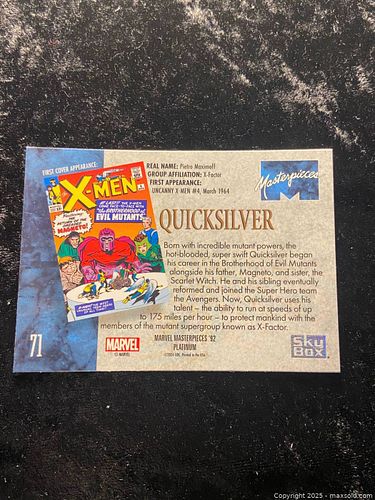 FIRST COVER APPEARANCE:
X-MEN
EVIL MUTANTS!
MAGNETO!
REAL NAME: Pietro Maximoff
GROUP AFFILIATION: X-Factor
FIRST APPEARANCE:
UNCANNY X-MEN #4, March 1964
Masterpieces
QUICKSILVER
Born with incredible mutant powers, the
hot-blooded, super swift Quicksilver began
his career in the Brotherhood of Evil Mutants
alongside his father, Magneto, and sister, the
Scarlet Witch. He and his sibling eventually
reformed and joined the Super Hero team
the Avengers. Now, Quicksilver uses his
talent – the ability to run at speeds of up
to 175 miles per hour – to protect mankind with the
members of the mutant supergroup known as X-Factor.
71
MARVEL
MARVEL MASTERPIECES '92
PLATINUM
SKY
BOX
Copyright 2025 - maxsold.com